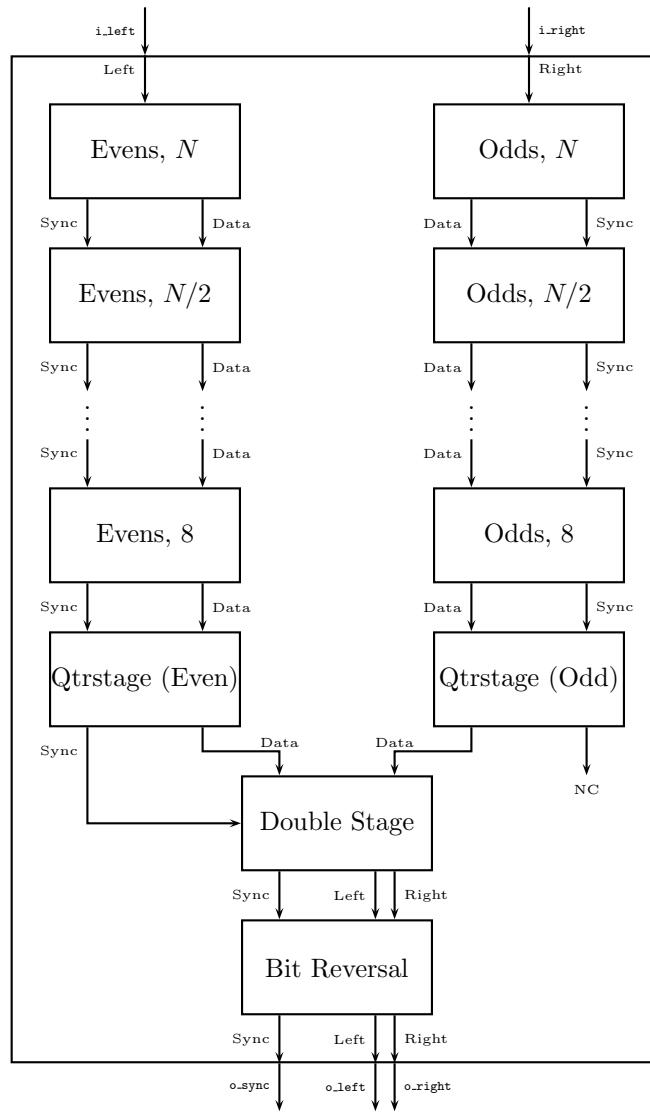 i_left i_right
Left Right
Evens, N Odds, N
Sync Data Data Sync
Evens, N/2 Odds, N/2
Sync Data Data Sync
Sync Data Data Sync
Evens, 8 Odds, 8
Sync Data Data Sync
Qtrstage (Even) Qtrstage (Odd)
Sync Data Data
NC
Double Stage
Sync Left Right
Bit Reversal
Sync Left Right
o_sync o_left o_right